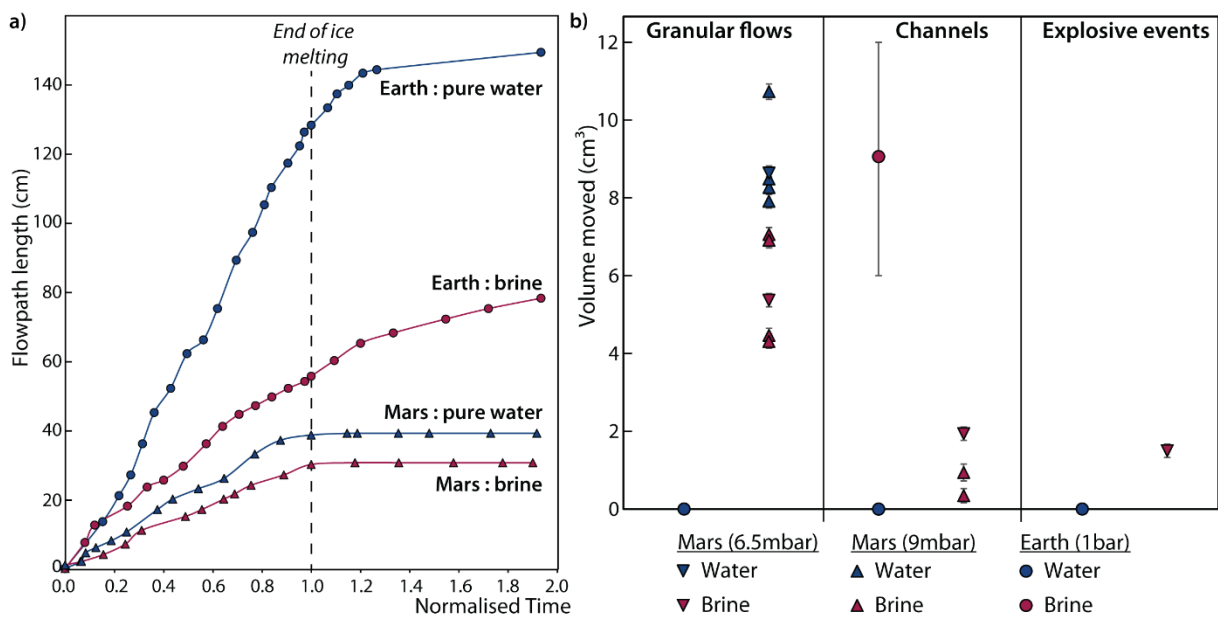 a)
End of ice
melting
Earth : pure water
Earth : brine
Mars : pure water
Mars : brine
Flowpath length (cm)
140
120
100
80
60
40
20
0
0.0 0.2 0.4 0.6 0.8 1.0 1.2 1.4 1.6 1.8 2.0
Normalised Time
b)
Granular flows Channels Explosive events
Volume moved (cm³)
12
10
8
6
4
2
0
Mars (6.5mbar) Mars (9mbar) Earth (1bar)
Water Water Water
Brine Brine Brine